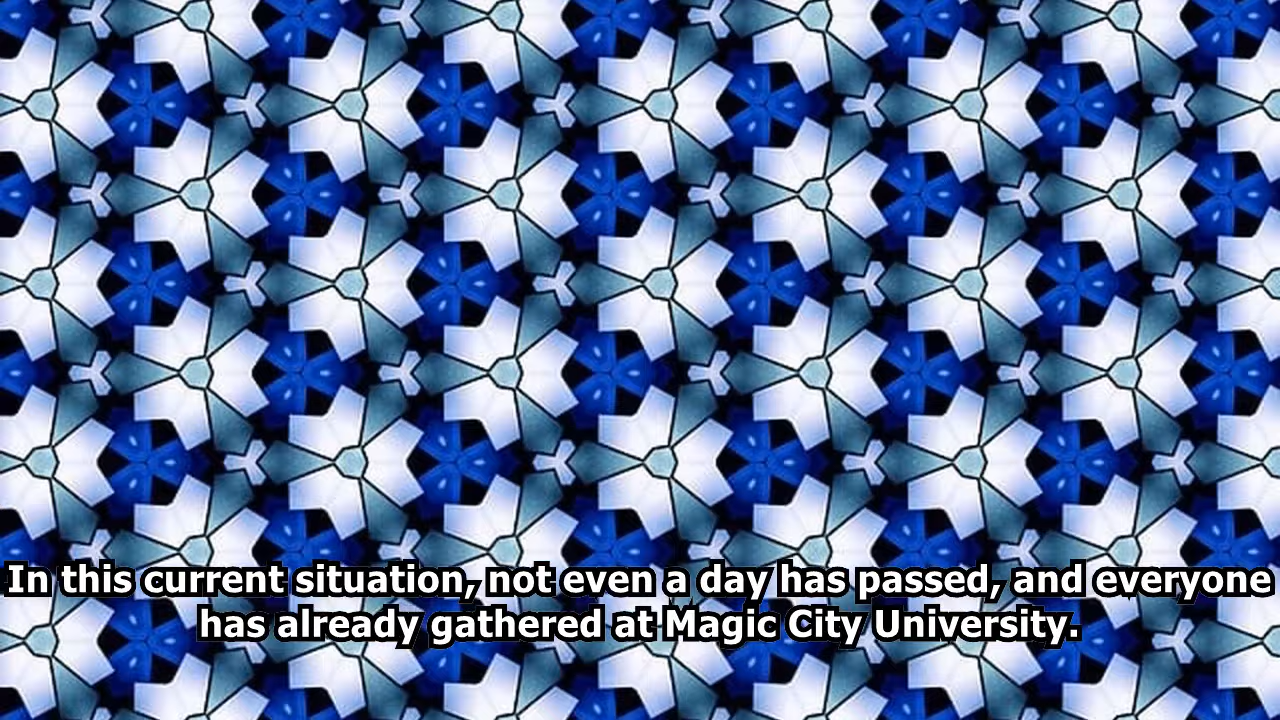 In this current situation, not even a day has passed, and everyone
has already gathered at Magic City University.